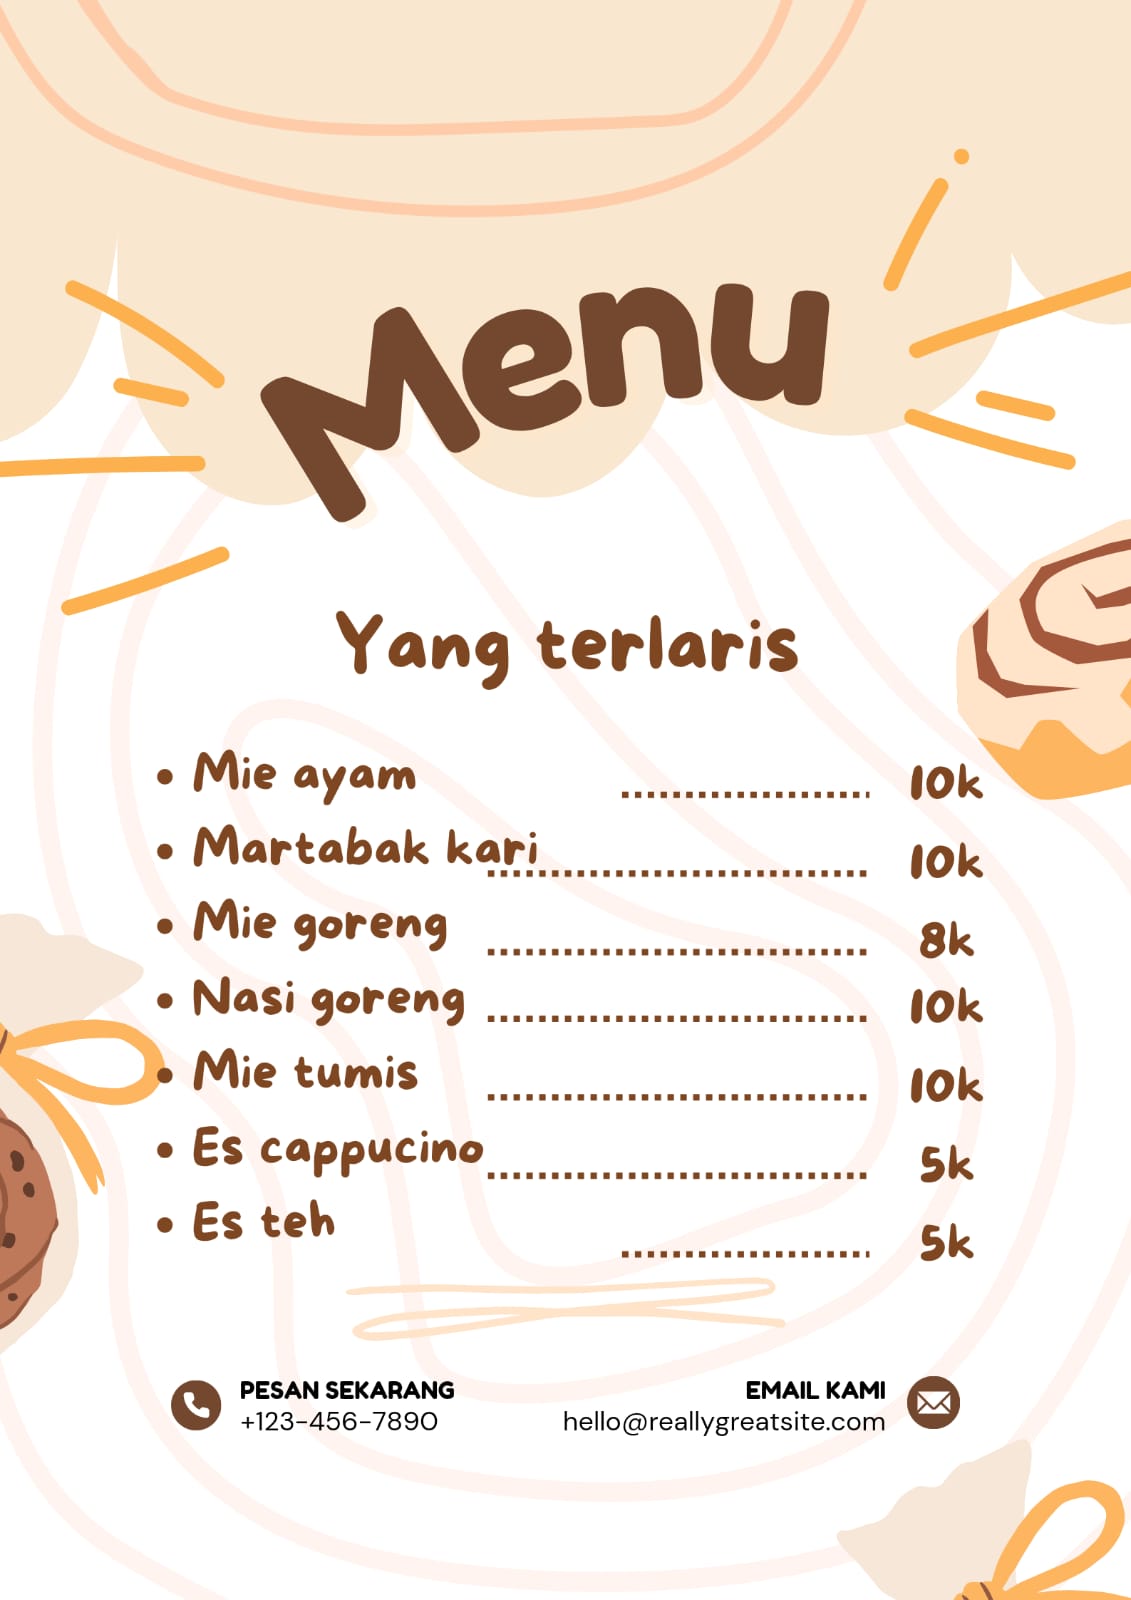 Menu
Yang terlaris
• Mie ayam .................... 10k
• Martabak kari .............................. 10k
• Mie goreng .............................. 8k
• Nasi goreng .............................. 10k
• Mie tumis .............................. 10k
• Es cappucino .............................. 5k
• Es teh .................... 5k
PESAN SEKARANG
+123-456-7890
EMAIL KAMI
hello@reallygreatsite.com